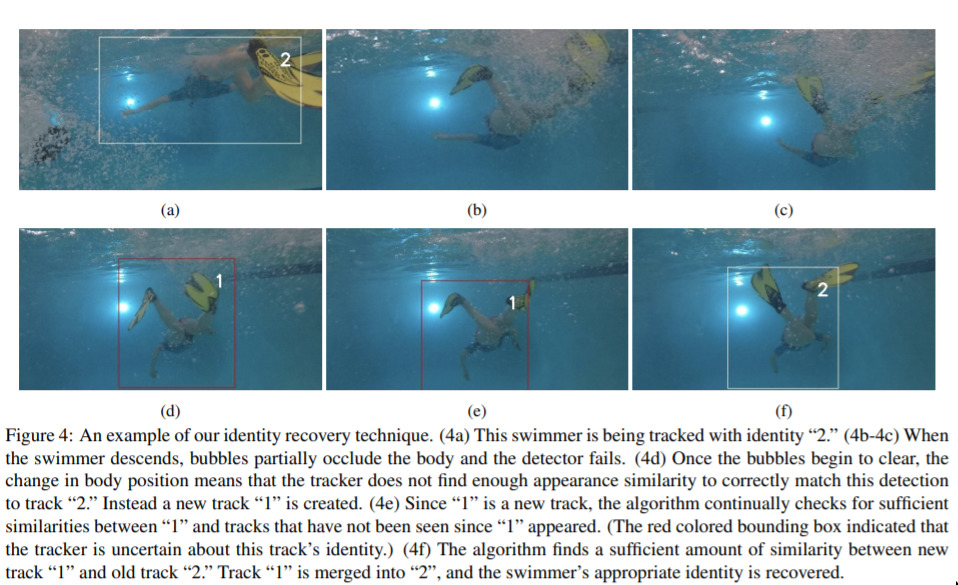 2
(a)
(b)
(c)
1
1
2
(d)
(e)
(f)
Figure 4: An example of our identity recovery technique. (4a) This swimmer is being tracked with identity “2.” (4b-4c) When
the swimmer descends, bubbles partially occlude the body and the detector fails. (4d) Once the bubbles begin to clear, the
change in body position means that the tracker does not find enough appearance similarity to correctly match this detection
to track “2.” Instead a new track “1” is created. (4e) Since “1” is a new track, the algorithm continually checks for sufficient
similarities between “1” and tracks that have not been seen since “1” appeared. (The red colored bounding box indicated that
the tracker is uncertain about this track’s identity.) (4f) The algorithm finds a sufficient amount of similarity between new
track “1” and old track “2.” Track “1” is merged into “2”, and the swimmer’s appropriate identity is recovered.